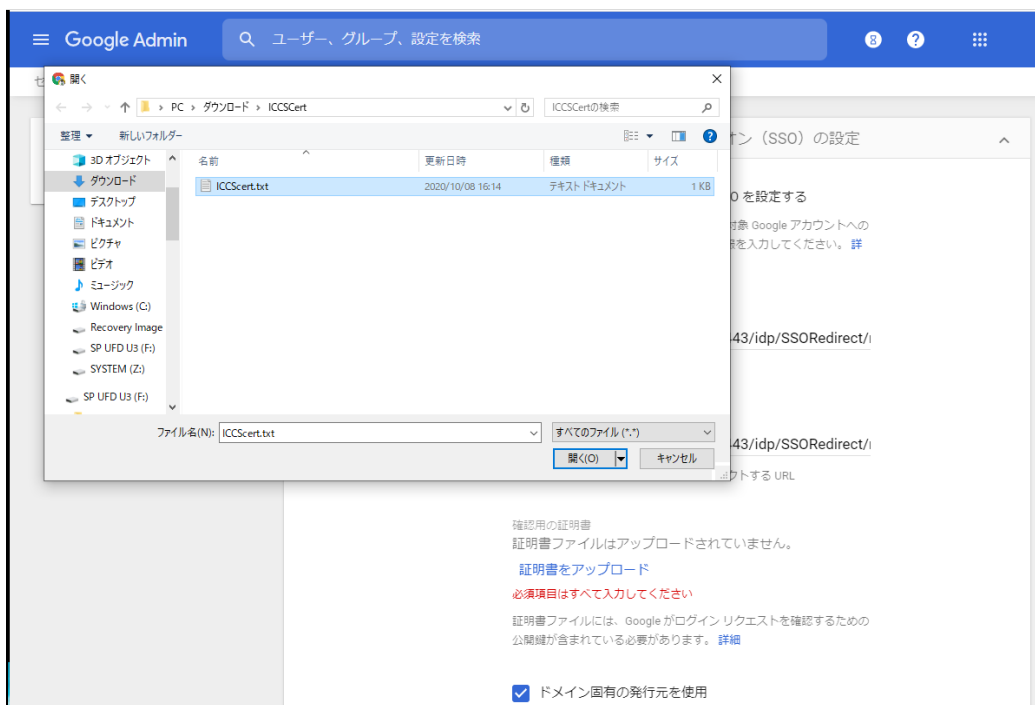 Google Admin
ユーザー、グループ、設定を検索
開く
PC › ダウンロード › ICCSCert
ICCSCertの検索
整理
新しいフォルダー
オン（SSO）の設定
3D オブジェクト
ダウンロード
デスクトップ
ドキュメント
ピクチャ
ビデオ
ミュージック
Windows (C:)
Recovery Image
SP UFD U3 (F:)
SYSTEM (Z:)
SP UFD U3 (F:)
名前 更新日時 種類 サイズ
ICCScert.txt 2020/10/08 16:14 テキスト ドキュメント 1 KB
O を設定する
対象 Google アカウントへの
を入力してください。 詳
43/idp/SSORedirect/
ファイル名(N): ICCScert.txt
すべてのファイル (*.*)
開く(O) キャンセル
43/idp/SSORedirect/
クトする URL
確認用の証明書
証明書ファイルはアップロードされていません。
証明書をアップロード
必須項目はすべて入力してください
証明書ファイルには、Google がログイン リクエストを確認するための
公開鍵が含まれている必要があります。 詳細
ドメイン固有の発行元を使用